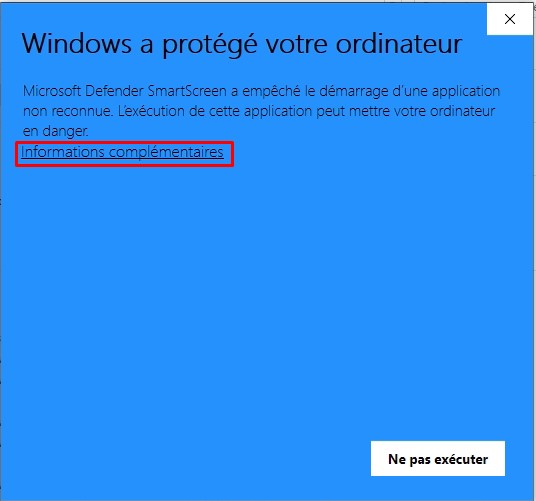 Windows a protégé votre ordinateur
Microsoft Defender SmartScreen a empêché le démarrage d'une application
non reconnue. L'exécution de cette application peut mettre votre ordinateur
en danger.
Informations complémentaires
Ne pas exécuter